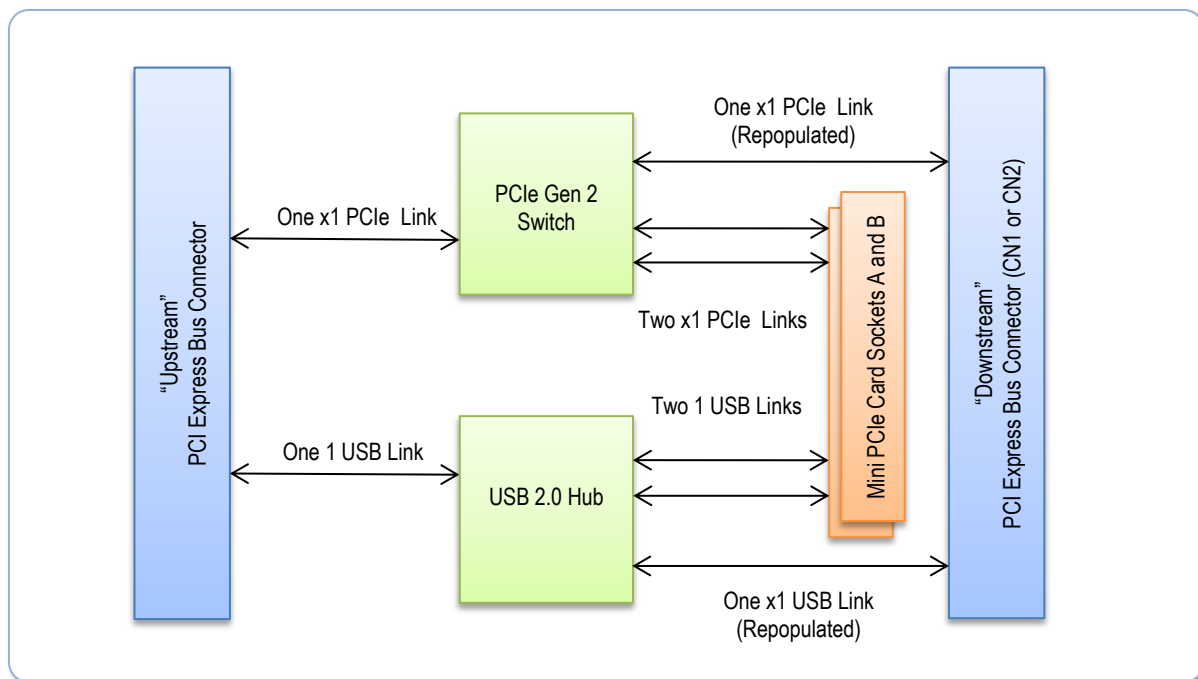 "Upstream"
PCI Express Bus Connector
One x1 PCIe  Link
One 1 USB Link
PCIe Gen 2
Switch
USB 2.0 Hub
One x1 PCIe  Link
(Repopulated)
Two x1 PCIe  Links
Two 1 USB Links
One x1 USB Link
(Repopulated)
Mini PCIe Card Sockets A and B
"Downstream"
PCI Express Bus Connector (CN1 or CN2)